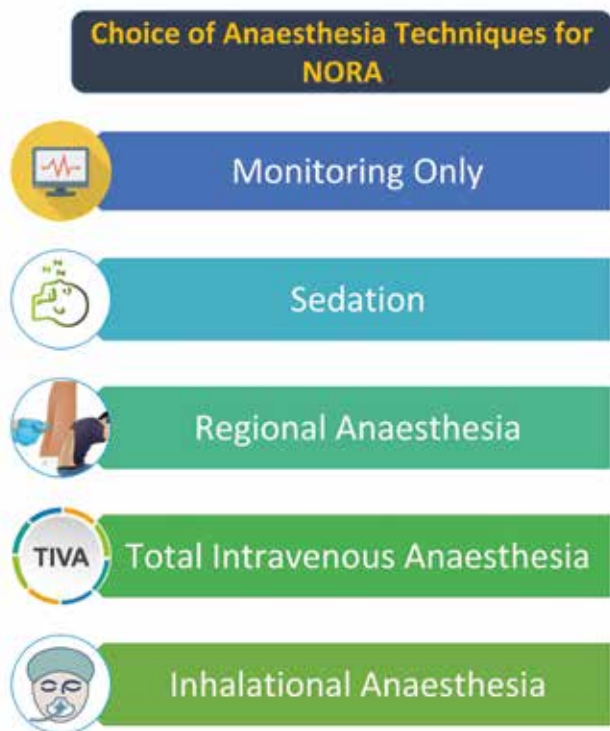 Choice of Anaesthesia Techniques for
NORA
Monitoring Only
Sedation
Regional Anaesthesia
TIVA
Total Intravenous Anaesthesia
Inhalational Anaesthesia